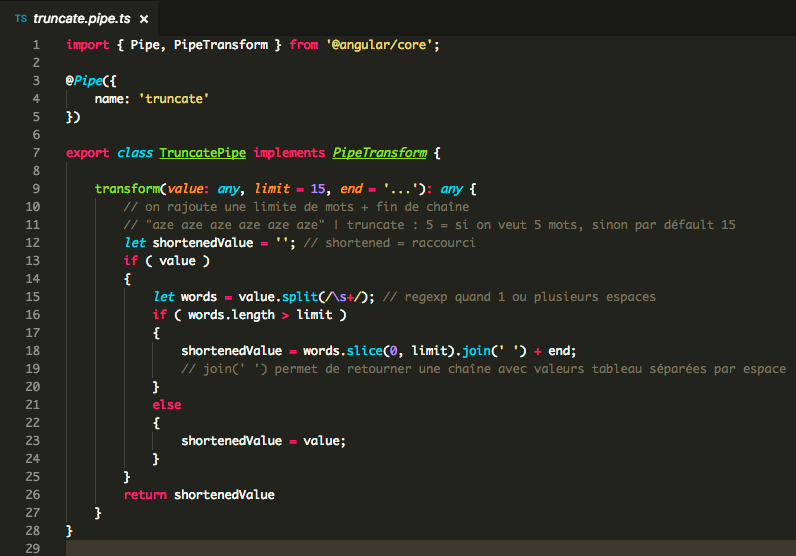 TS truncate.pipe.ts ×
1 import { Pipe, PipeTransform } from '@angular/core';
2
3 @Pipe({
4     name: 'truncate'
5 })
6
7 export class TruncatePipe implements PipeTransform {
8
9     transform(value: any, limit = 15, end = '...'): any {
10         // on rajoute une limite de mots + fin de chaîne
11         // "aze aze aze aze aze aze" | truncate : 5 = si on veut 5 mots, sinon par défault 15
12         let shortenedValue = ''; // shortened = raccourci
13         if ( value )
14         {
15             let words = value.split(/\s+/); // regexp quand 1 ou plusieurs espaces
16             if ( words.length > limit )
17             {
18                 shortenedValue = words.slice(0, limit).join(' ') + end;
19                 // join(' ') permet de retourner une chaîne avec valeurs tableau séparées par espace
20             }
21             else
22             {
23                 shortenedValue = value;
24             }
25         }
26         return shortenedValue
27     }
28 }
29